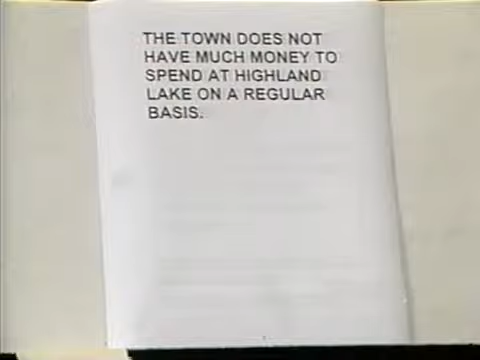 THE TOWN DOES NOT
HAVE MUCH MONEY TO
SPEND AT HIGHLAND
LAKE ON A REGULAR
BASIS.